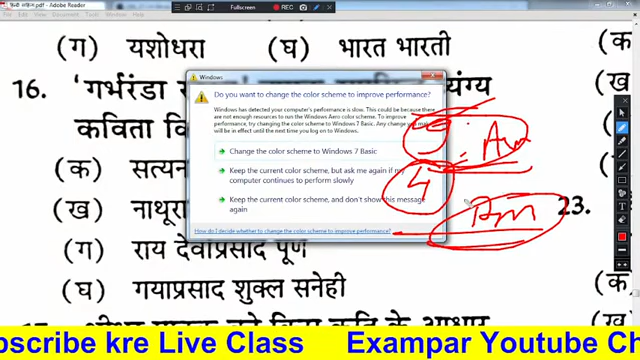 हिन्दी साहित्य.pdf - Adobe Reader
Fullscreen REC
File Edit View Document Tools Window Help
(ग) यशोधरा (घ) भारत भारती
(क
16. 'गर्भरंडा व्यंग्य
(ख
कविता
(क) सत्यन
(ख) नाथूरा
(ग) राय देवीप्रसाद पूर्ण
(घ) गयाप्रसाद शुक्ल सनेही
23.
(क)
(ख)
Windows
Do you want to change the color scheme to improve performance?
Windows has detected your computer's performance is slow. This could be because there
are not enough resources to run the Windows Aero color scheme. To improve
performance, try changing the color scheme to Windows 7 Basic. Any change you make
will be in effect until the next time you log on to Windows.
Change the color scheme to Windows 7 Basic
Keep the current color scheme, but ask me again if my
computer continues to perform slowly
Keep the current color scheme, and don't show this message
again
How do I decide whether to change the color scheme to improve performance?
9 : Am
4
Pm
bscribe kre Live Class Exampar Youtube Ch